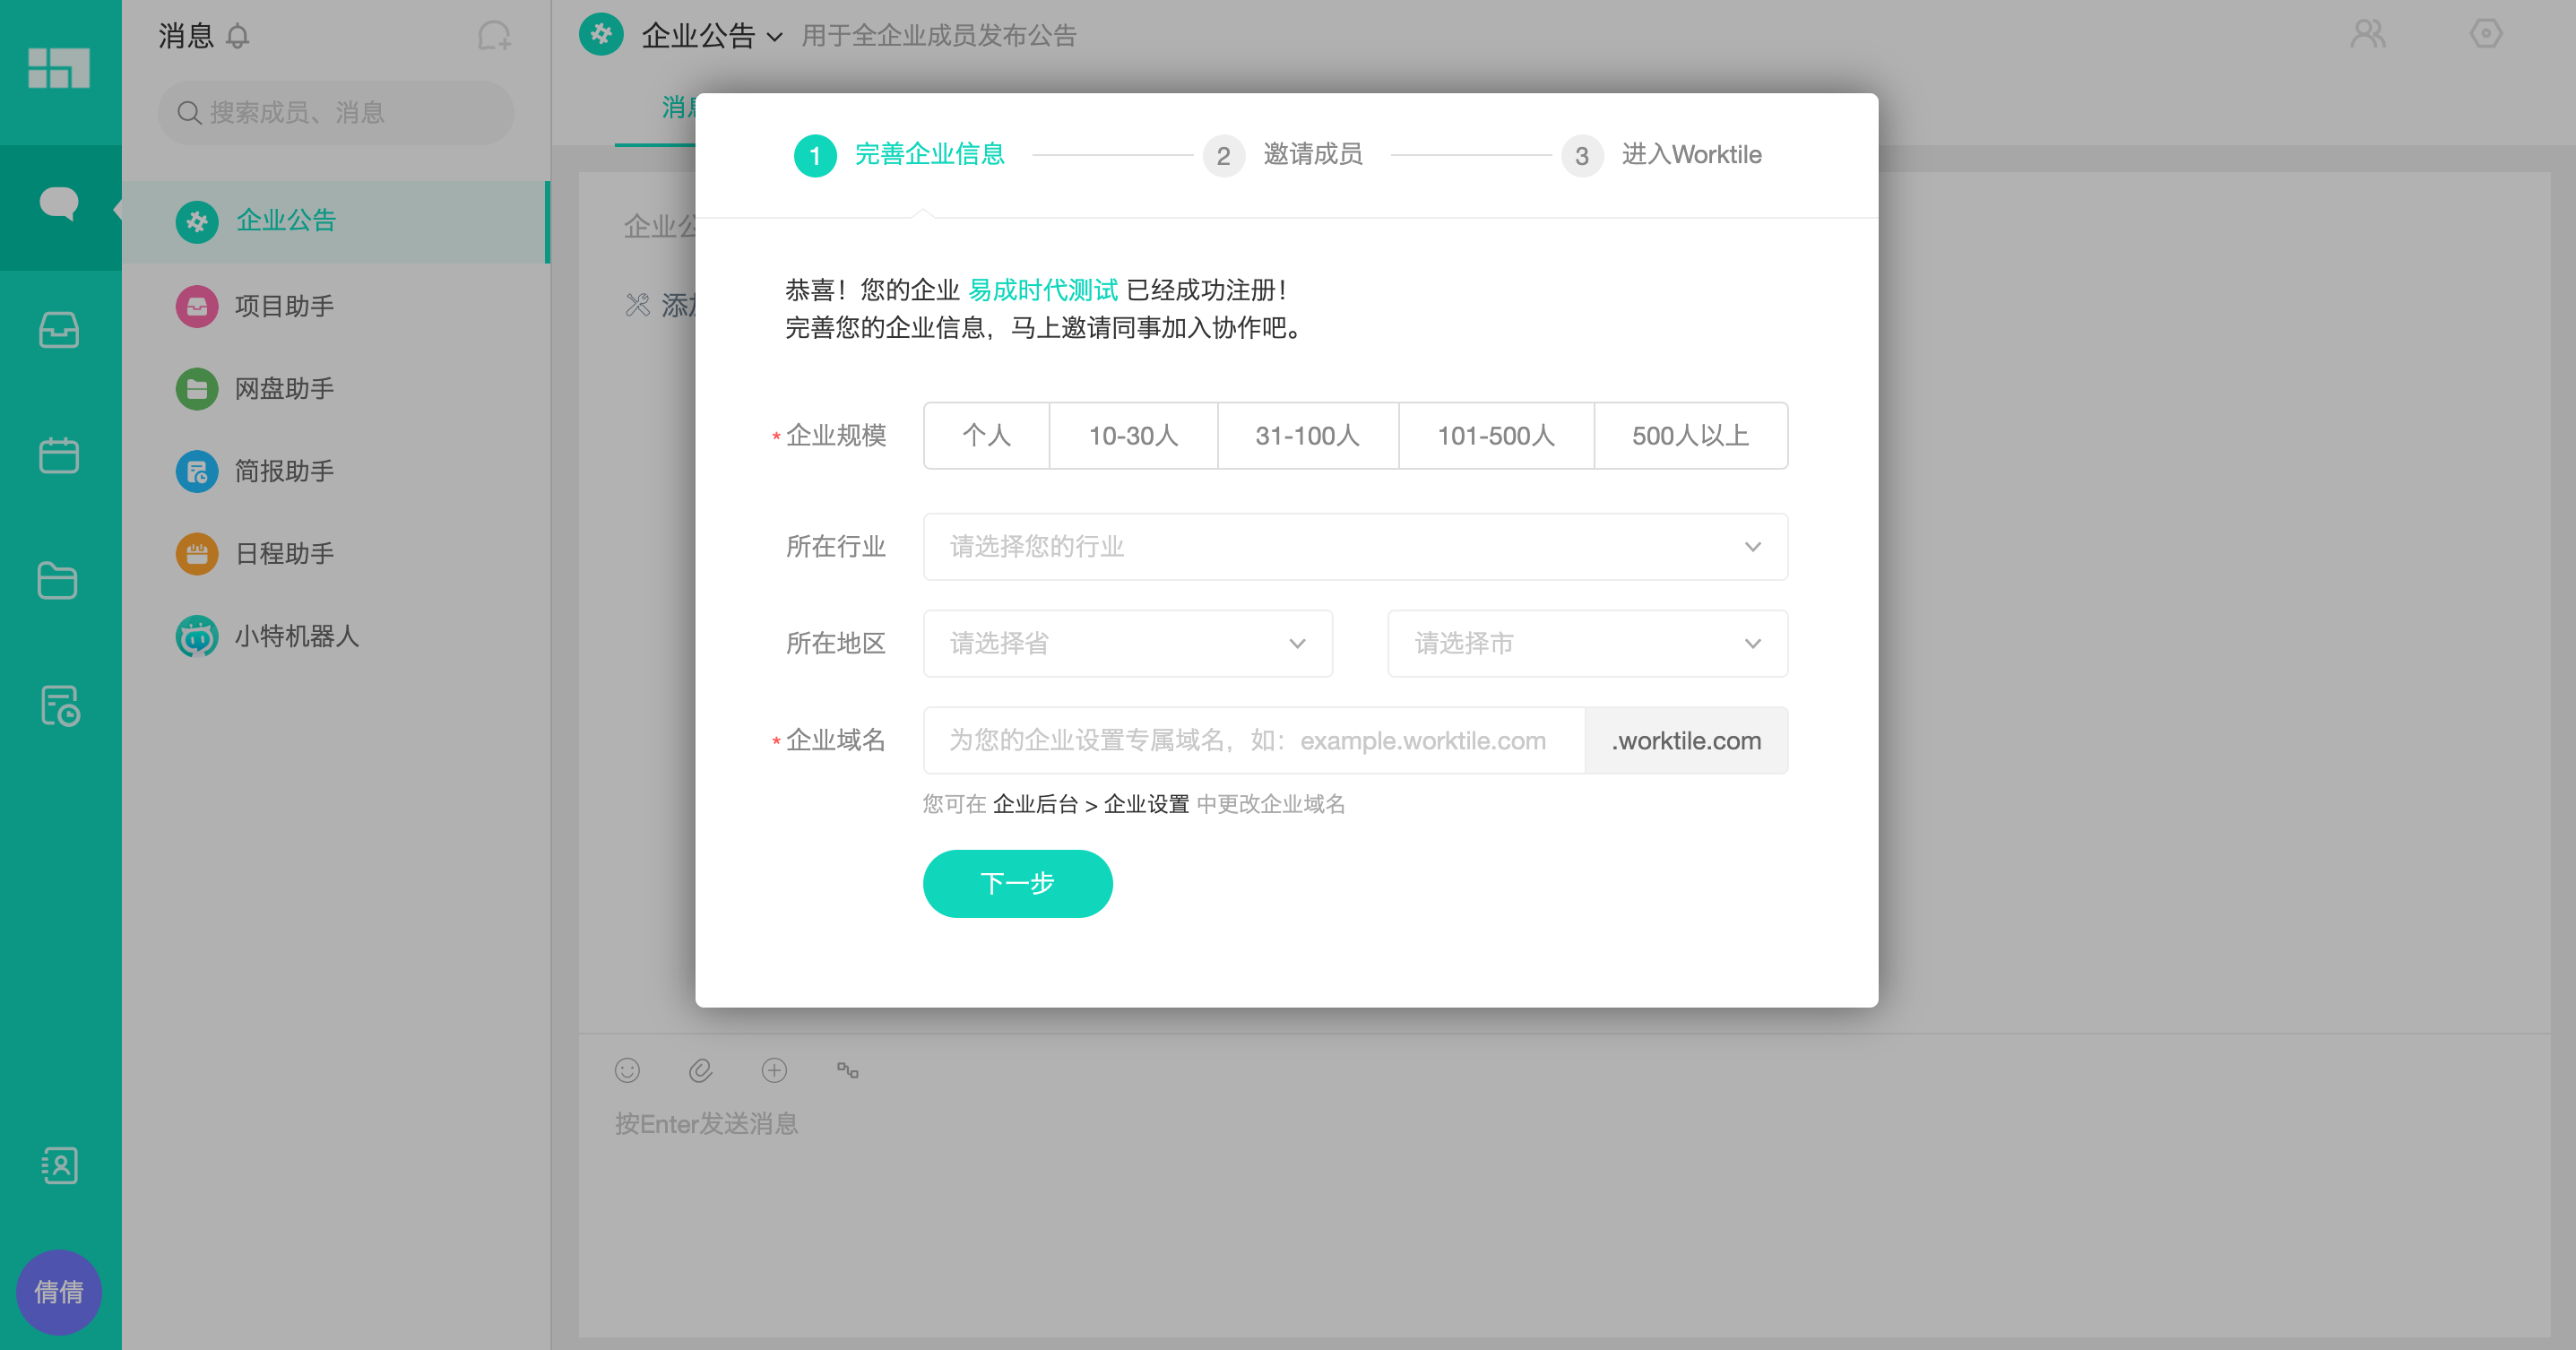 消息
搜索成员、消息
企业公告
项目助手
网盘助手
简报助手
日程助手
小特机器人
倩倩
企业公告 用于全企业成员发布公告
消息
企业公
添加
1 完善企业信息 2 邀请成员 3 进入Worktile
恭喜！您的企业 易成时代测试 已经成功注册！
完善您的企业信息，马上邀请同事加入协作吧。
* 企业规模 个人 10-30人 31-100人 101-500人 500人以上
所在行业 请选择您的行业
所在地区 请选择省 请选择市
* 企业域名 为您的企业设置专属域名，如：example.worktile.com .worktile.com
您可在 企业后台 > 企业设置 中更改企业域名
下一步
按Enter发送消息